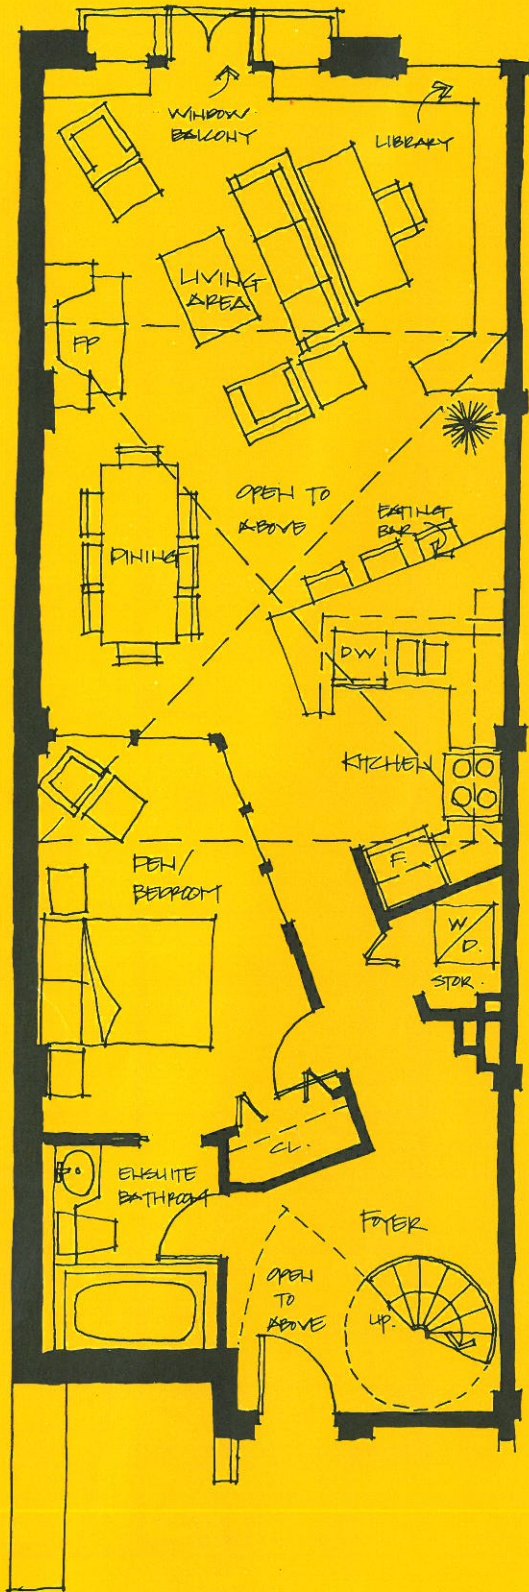 WINDOW
BALCONY
LIBRARY
LIVING
AREA
FP
OPEN TO
ABOVE
EATING
BAR
DINING
DW
KITCHEN
F.
DEN/
BEDROOM
W
D.
STOR.
CL.
ENSUITE
BATHROOM
FOYER
OPEN
TO
ABOVE
UP.